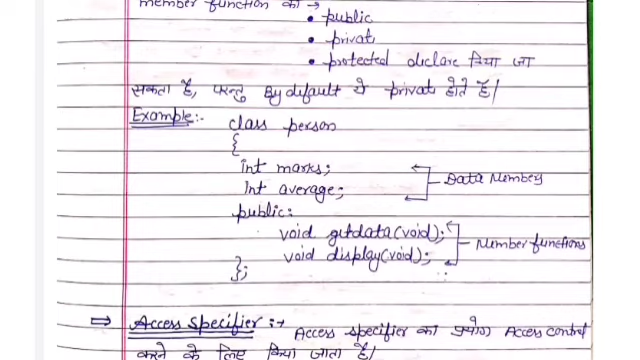 member function को →
• public
• private
• protected declare किया जा
सकता है, परन्तु By default ये private होते हैं/
Example:-
class person
{
int marks;
int average;
Data Members
public:
void getdata(void);
void display(void);
Member functions
};
⇒ Access Specifier :→ Access specifier का प्रयोग Access control
करने के लिए किया जाता है/